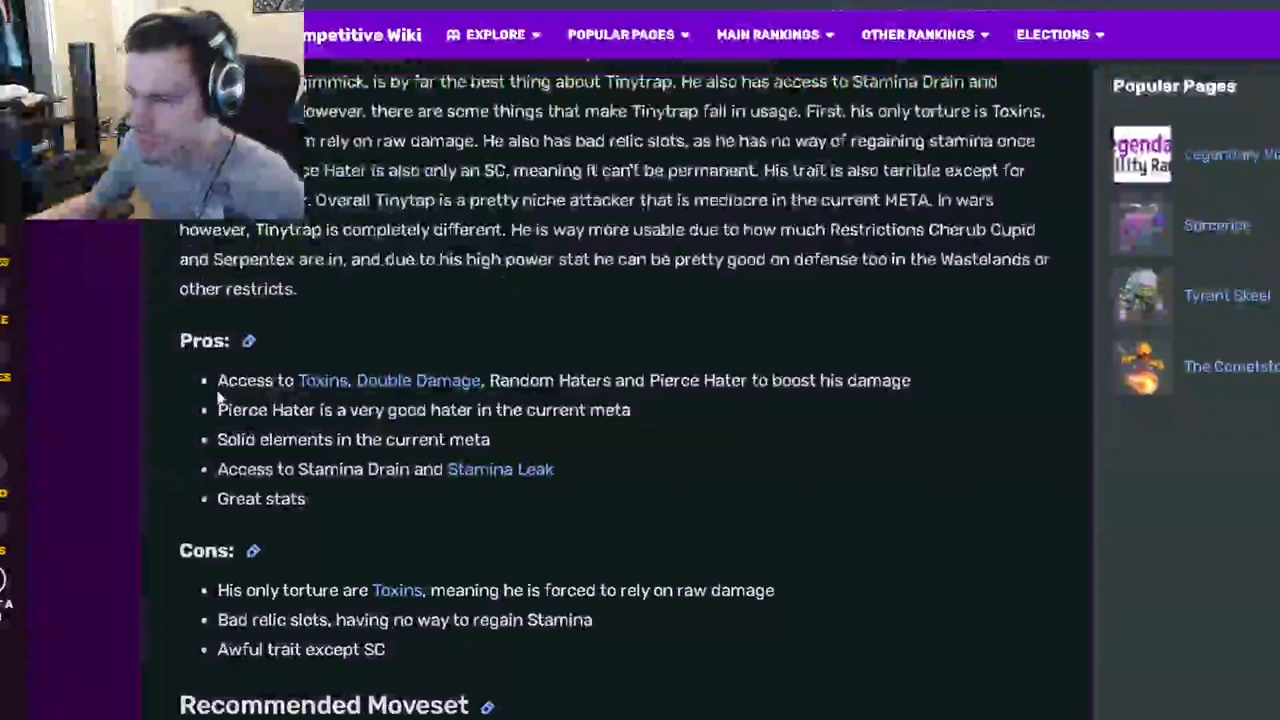 mpetitive Wiki EXPLORE POPULAR PAGES MAIN RANKINGS OTHER RANKINGS ELECTIONS
gimmick, is by far the best thing about Tinytrap. He also has access to Stamina Drain and
owever, there are some things that make Tinytrap fall in usage. First, his only torture is Toxins,
m rely on raw damage. He also has bad relic slots, as he has no way of regaining stamina once
ce Hater is also only an SC, meaning it can't be permanent. His trait is also terrible except for
. Overall Tinytap is a pretty niche attacker that is mediocre in the current META. In wars
however, Tinytrap is completely different. He is way more usable due to how much Restrictions Cherub Cupid
and Serpentex are in, and due to his high power stat he can be pretty good on defense too in the Wastelands or
other restricts.
Pros:
• Access to Toxins, Double Damage, Random Haters and Pierce Hater to boost his damage
• Pierce Hater is a very good hater in the current meta
• Solid elements in the current meta
• Access to Stamina Drain and Stamina Leak
• Great stats
Cons:
• His only torture are Toxins, meaning he is forced to rely on raw damage
• Bad relic slots, having no way to regain Stamina
• Awful trait except SC
Recommended Moveset
Popular Pages
genda
ility Ra
Legendary
Sorcerice
Tyrant Skeel
The Cometsto